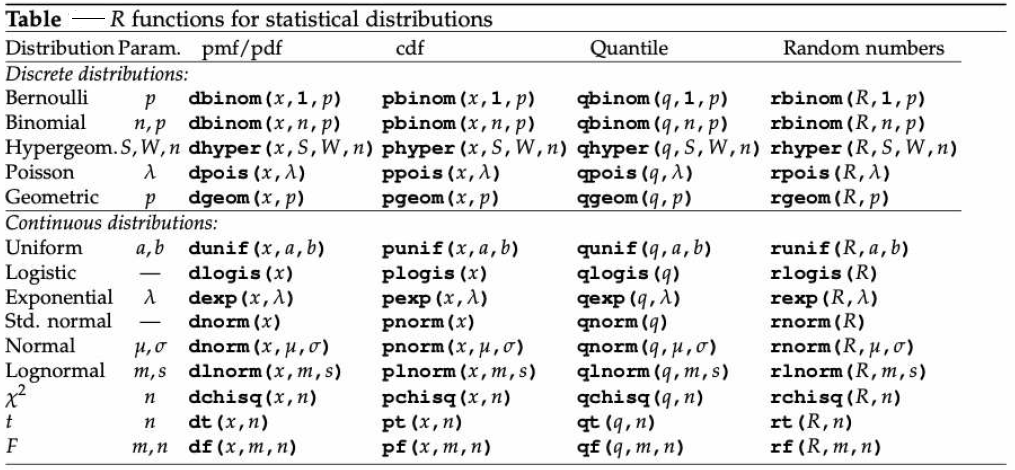 Table — R functions for statistical distributions
Distribution Param. pmf/pdf cdf Quantile Random numbers
Discrete distributions:
Bernoulli p dbinom(x,1,p) pbinom(x,1,p) qbinom(q,1,p) rbinom(R,1,p)
Binomial n,p dbinom(x,n,p) pbinom(x,n,p) qbinom(q,n,p) rbinom(R,n,p)
Hypergeom. S,W,n dhyper(x,S,W,n) phyper(x,S,W,n) qhyper(q,S,W,n) rhyper(R,S,W,n)
Poisson λ dpois(x,λ) ppois(x,λ) qpois(q,λ) rpois(R,λ)
Geometric p dgeom(x,p) pgeom(x,p) qgeom(q,p) rgeom(R,p)
Continuous distributions:
Uniform a,b dunif(x,a,b) punif(x,a,b) qunif(q,a,b) runif(R,a,b)
Logistic — dlogis(x) plogis(x) qlogis(q) rlogis(R)
Exponential λ dexp(x,λ) pexp(x,λ) qexp(q,λ) rexp(R,λ)
Std. normal — dnorm(x) pnorm(x) qnorm(q) rnorm(R)
Normal μ,σ dnorm(x,μ,σ) pnorm(x,μ,σ) qnorm(q,μ,σ) rnorm(R,μ,σ)
Lognormal m,s dlnorm(x,m,s) plnorm(x,m,s) qlnorm(q,m,s) rlnorm(R,m,s)
χ² n dchisq(x,n) pchisq(x,n) qchisq(q,n) rchisq(R,n)
t n dt(x,n) pt(x,n) qt(q,n) rt(R,n)
F m,n df(x,m,n) pf(x,m,n) qf(q,m,n) rf(R,m,n)